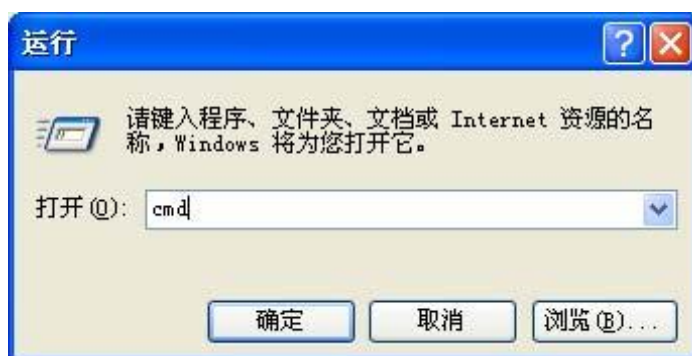 运行
请键入程序、文件夹、文档或 Internet 资源的名
称，Windows 将为您打开它。
打开(O): cmd
确定 取消 浏览(B)...